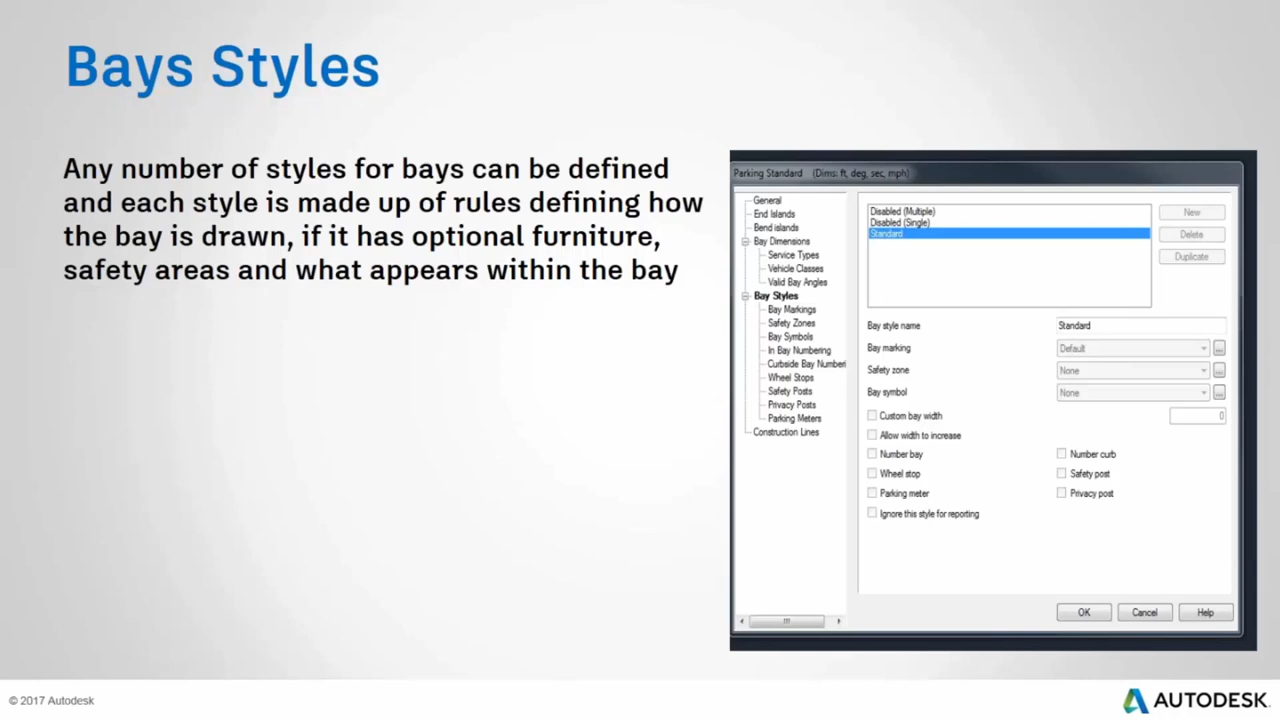 Bays Styles
Any number of styles for bays can be defined
and each style is made up of rules defining how
the bay is drawn, if it has optional furniture,
safety areas and what appears within the bay
Parking Standard (Dims: ft, deg, sec, mph)
General
End Islands
Bend islands
Bay Dimensions
Service Types
Vehicle Classes
Valid Bay Angles
Bay Styles
Bay Markings
Safety Zones
Bay Symbols
In Bay Numbering
Curbside Bay Numberi
Wheel Stops
Safety Posts
Privacy Posts
Parking Meters
Construction Lines
Disabled (Multiple)
Disabled (Single)
Standard
New
Delete
Duplicate
Bay style name Standard
Bay marking Default ...
Safety zone None ...
Bay symbol None ...
Custom bay width 0
Allow width to increase
Number bay Number curb
Wheel stop Safety post
Parking meter Privacy post
Ignore this style for reporting
OK Cancel Help
© 2017 Autodesk
AUTODESK.